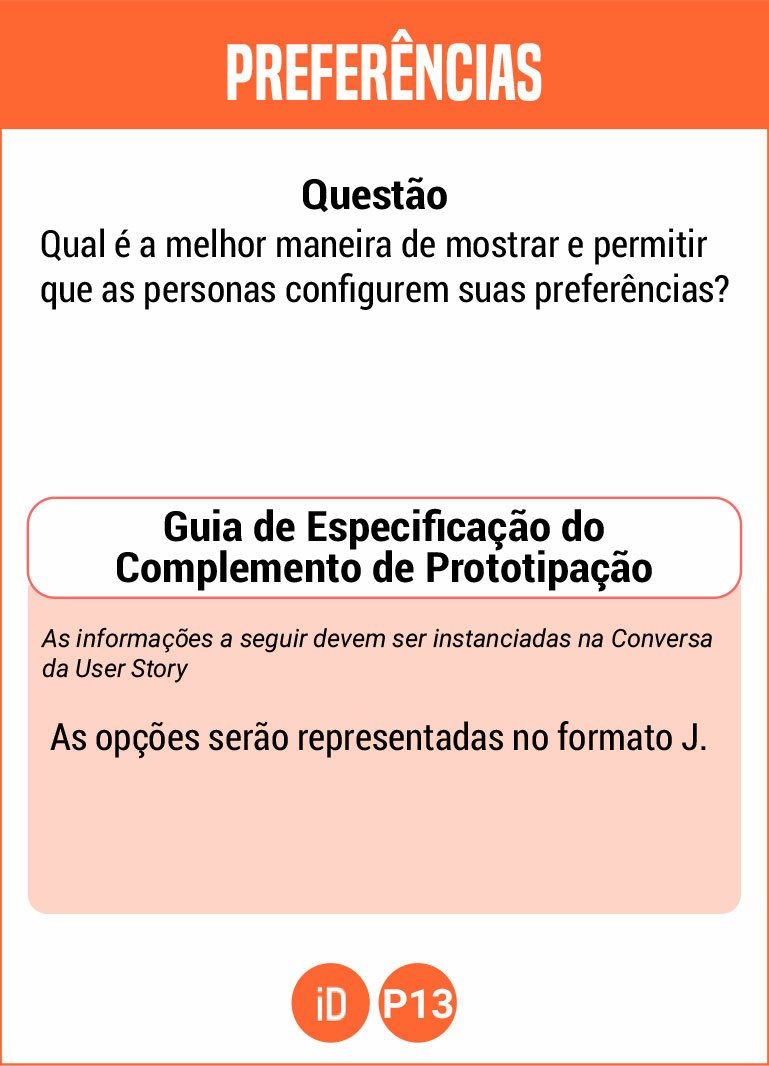 PREFERÊNCIAS
Questão
Qual é a melhor maneira de mostrar e permitir
que as personas configurem suas preferências?
Guia de Especificação do
Complemento de Prototipação
As informações a seguir devem ser instanciadas na Conversa
da User Story
As opções serão representadas no formato J.
iD P13